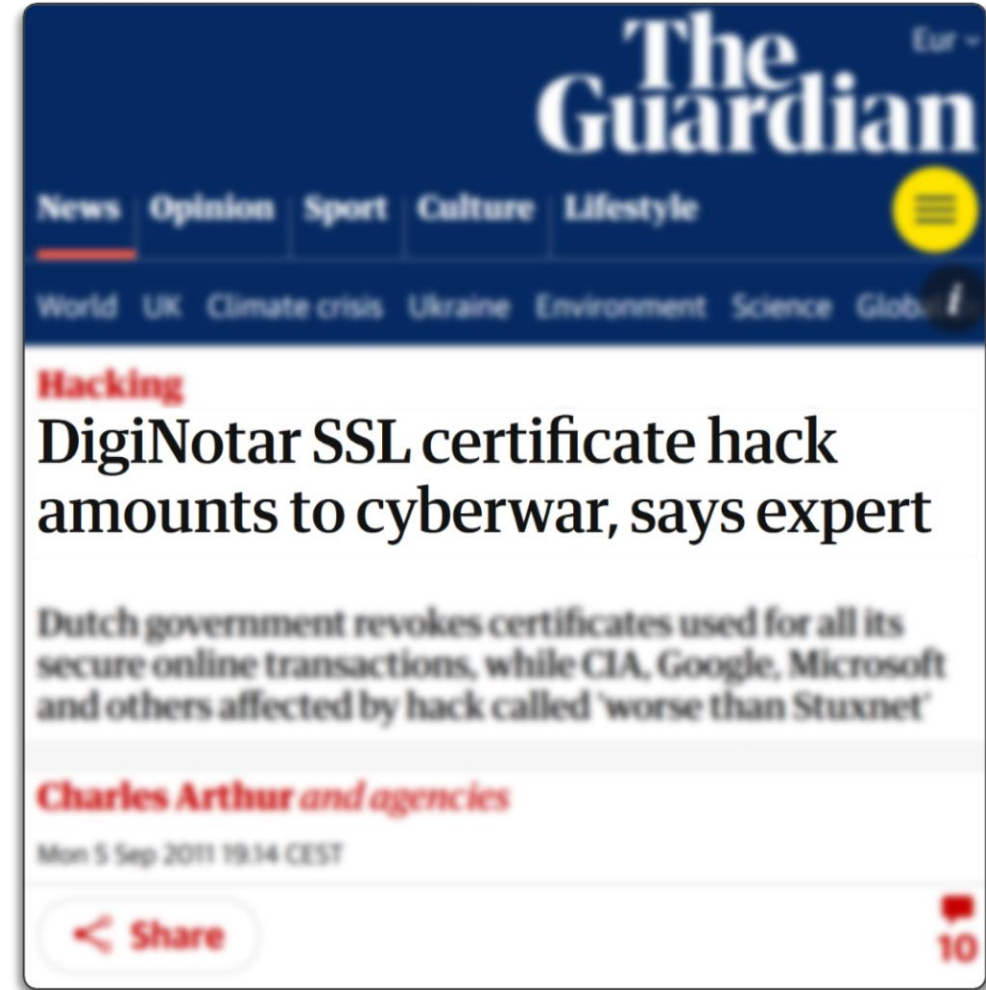 The
Guardian
Eur
News Opinion Sport Culture Lifestyle
World UK Climate crisis Ukraine Environment Science Glob
i
Hacking
DigiNotar SSL certificate hack
amounts to cyberwar, says expert
Dutch government revokes certificates used for all its
secure online transactions, while CIA, Google, Microsoft
and others affected by hack called 'worse than Stuxnet'
Charles Arthur and agencies
Mon 5 Sep 2011 19.14 CEST
Share
10